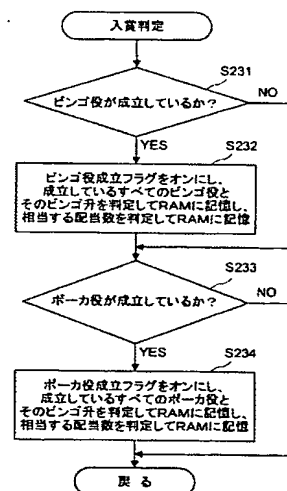 入賞判定
S231
ビンゴ役が成立しているか?
NO
YES
S232
ビンゴ役成立フラグをオンにし、
成立しているすべてのビンゴ役と
そのビンゴ升を判定してRAMに記憶し、
相当する配当数を判定してRAMに記憶
S233
ポーカ役が成立しているか?
NO
YES
S234
ポーカ役成立フラグをオンにし、
成立しているすべてのポーカ役と
そのビンゴ升を判定してRAMに記憶し、
相当する配当数を判定してRAMに記憶
戻る